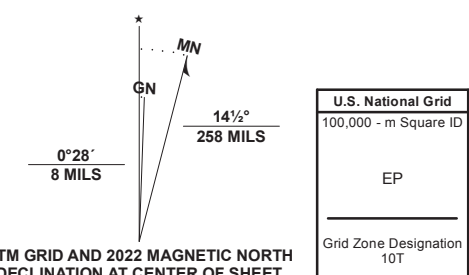 ★
MN
GN
14½°
258 MILS
0°28´
8 MILS
TM GRID AND 2022 MAGNETIC NORTH
DECLINATION AT CENTER OF SHEET
U.S. National Grid
100,000 - m Square ID
EP
Grid Zone Designation
10T